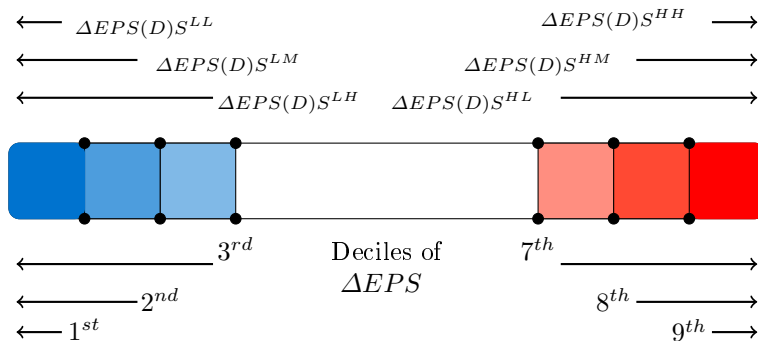 ΔEPS(D)S^{LL} ΔEPS(D)S^{HH}
ΔEPS(D)S^{LM} ΔEPS(D)S^{HM}
ΔEPS(D)S^{LH} ΔEPS(D)S^{HL}
3^{rd} Deciles of 7^{th}
ΔEPS
2^{nd} 8^{th}
1^{st} 9^{th}